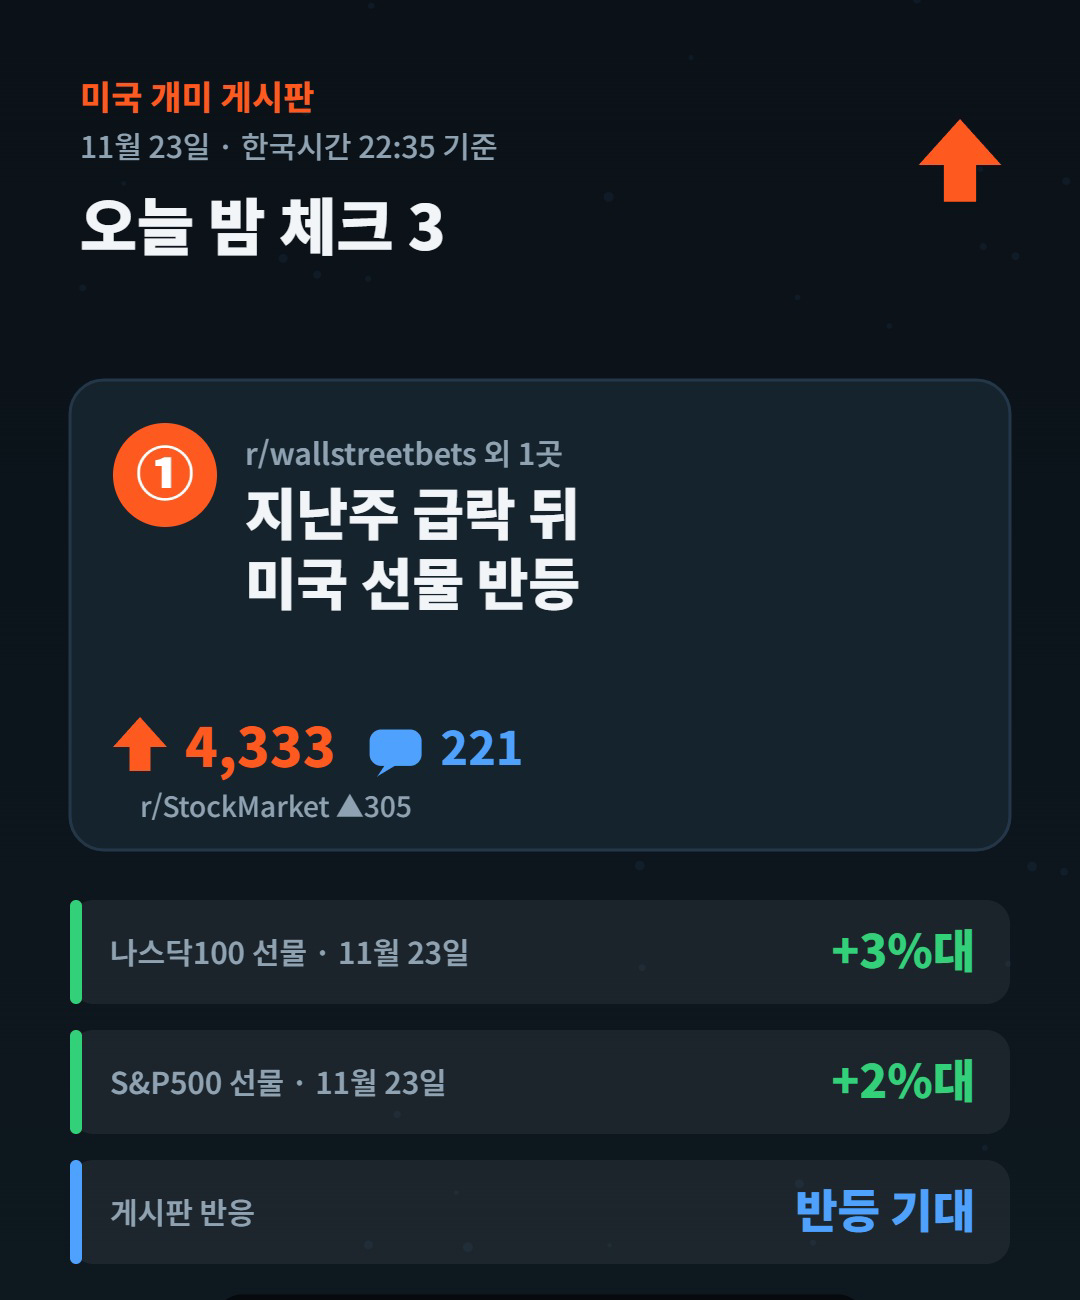 미국 개미 게시판
11월 23일 · 한국시간 22:35 기준
오늘 밤 체크 3
①
r/wallstreetbets 외 1곳
지난주 급락 뒤
미국 선물 반등
4,333 221
r/StockMarket ▲305
나스닥100 선물 · 11월 23일 +3%대
S&P500 선물 · 11월 23일 +2%대
게시판 반응 반등 기대